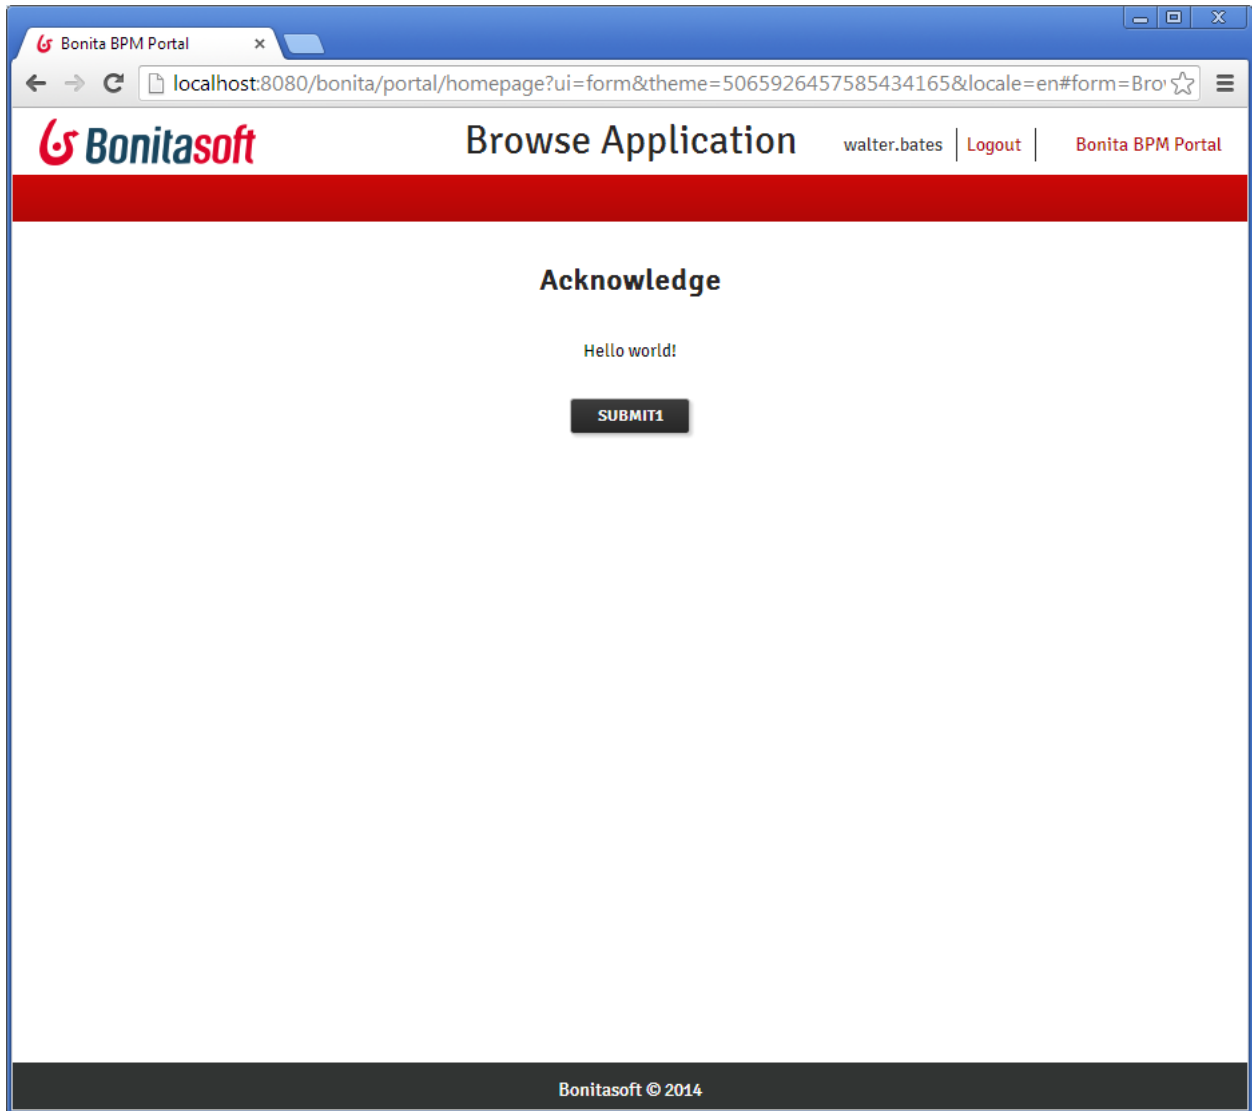 Bonita BPM Portal
localhost:8080/bonita/portal/homepage?ui=form&theme=5065926457585434165&locale=en#form=Bro
Bonitasoft Browse Application walter.bates Logout Bonita BPM Portal
Acknowledge
Hello world!
SUBMIT1
Bonitasoft © 2014